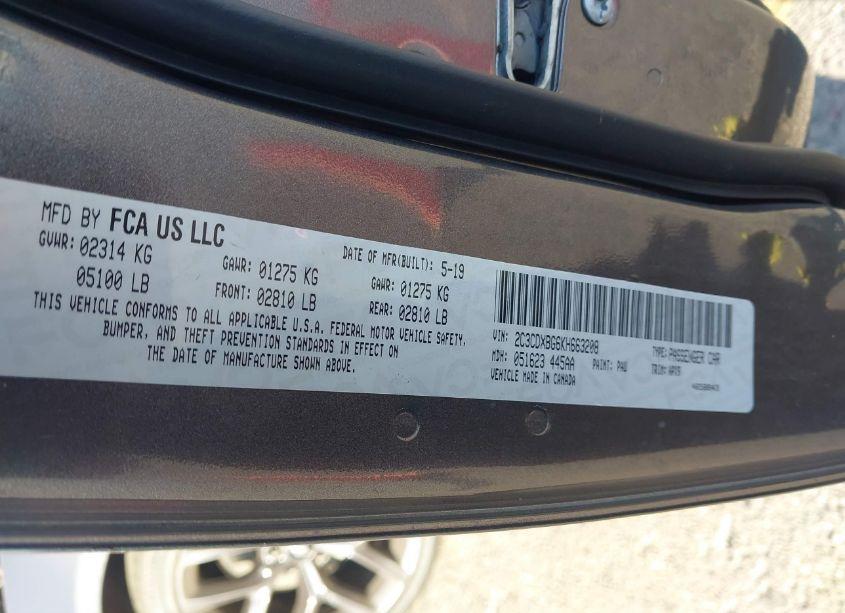 MFD BY FCA US LLC
DATE OF MFR(BUILT): 5-19
GVWR: 02314 KG
05100 LB
GAWR: 01275 KG
FRONT: 02810 LB
GAWR: 01275 KG
REAR: 02810 LB
THIS VEHICLE CONFORMS TO ALL APPLICABLE U.S.A. FEDERAL MOTOR VEHICLE SAFETY,
BUMPER, AND THEFT PREVENTION STANDARDS IN EFFECT ON
THE DATE OF MANUFACTURE SHOWN ABOVE.
VIN: 2C3CDXBG6KH663208
TYPE: PASSENGER CAR
MDH: 051623 445AA
PAINT: PAU
TRIM:
VEHICLE MADE IN CANADA